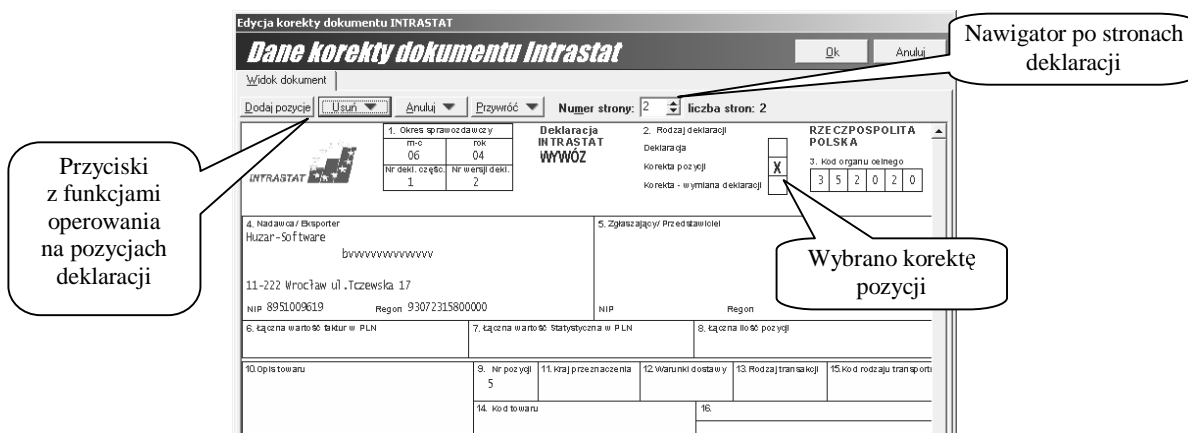 Edycja korekty dokumentu INTRASTAT
Dane korekty dokumentu Intrastat
Ok
Anuluj
Nawigator po stronach
deklaracji
Widok dokument
Dodaj pozycje
Usuń
Anuluj
Przywróć
Numer strony: 2
liczba stron: 2
Przyciski
z funkcjami
operowania
na pozycjach
deklaracji
INTRASTAT
1. Okres sprawozdawczy
m-c rok
06 04
Nr dekl. częśc. Nr wersji dekl.
1 2
Deklaracja
INTRASTAT
WYWÓZ
2. Rodzaj deklaracji
Deklaracja
Korekta pozycji X
Korekta - wymiana deklaracji
RZECZPOSPOLITA
POLSKA
3. Kod organu celnego
3 5 2 0 2 0
Wybrano korektę
pozycji
4. Nadawca/ Eksporter
Huzar-Software
bvvvvvvvvvvvvv
11-222 Wrocław ul.Tczewska 17
NIP 8951009619 Regon 93072315800000
5. Zgłaszający/ Przedstawiciel
NIP Regon
6. Łączna wartość faktur w PLN
7. Łączna wartość Statystyczna w PLN
8. Łączna ilość pozycji
10. Opis towaru
9. Nr pozycji
5
11. Kraj przeznaczenia
12. Warunki dostawy
13. Rodzaj transakcji
15. Kod rodzaju transportu
14. Kod towaru
16.